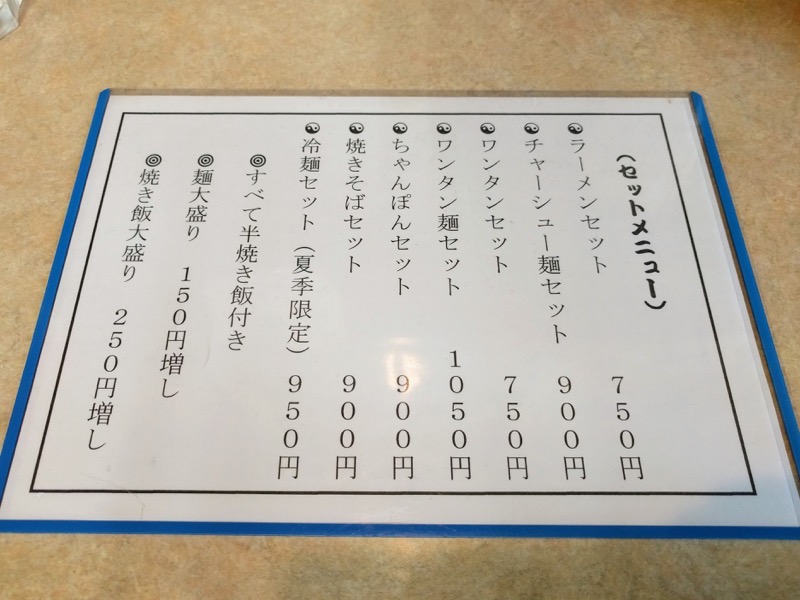 (セットメニュー)
☯ラーメンセット 750円
☯チャーシュー麺セット 900円
☯ワンタンセット 750円
☯ワンタン麺セット 1050円
☯ちゃんぽんセット 900円
☯焼きそばセット 900円
☯冷麺セット(夏季限定) 950円
◎すべて半焼き飯付き
◎麺大盛り 150円増し
◎焼き飯大盛り 250円増し